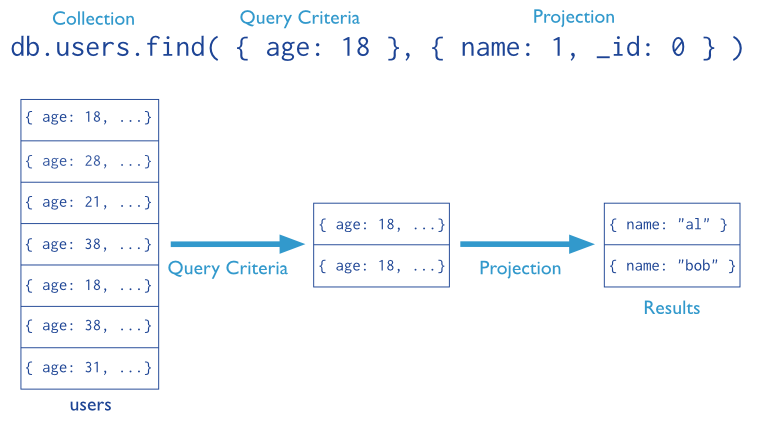 Collection Query Criteria Projection
db.users.find( { age: 18 }, { name: 1, _id: 0 } )
{ age: 18, ...}
{ age: 28, ...}
{ age: 21, ...}
{ age: 38, ...}
{ age: 18, ...}
{ age: 38, ...}
{ age: 31, ...}
users
Query Criteria
{ age: 18, ...}
{ age: 18, ...}
Projection
{ name: "al" }
{ name: "bob" }
Results